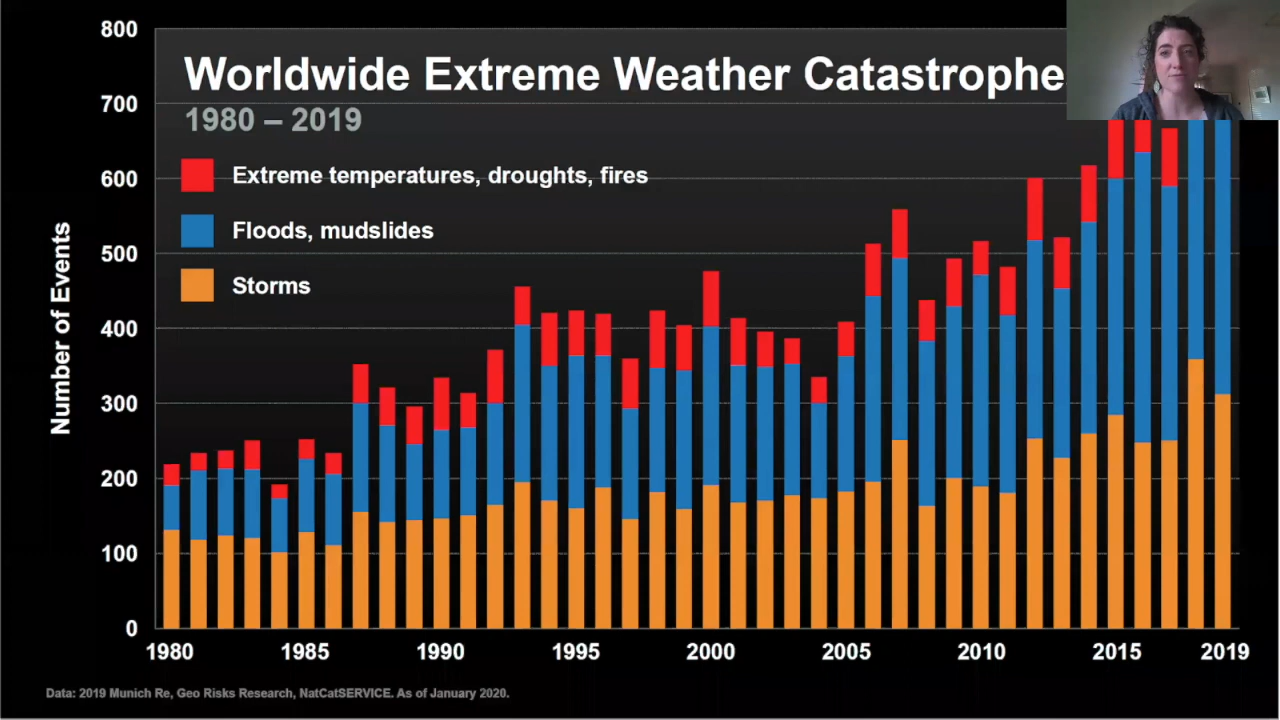 Worldwide Extreme Weather Catastrophe
1980 – 2019
Extreme temperatures, droughts, fires
Floods, mudslides
Storms
Number of Events
800
700
600
500
400
300
200
100
0
1980 1985 1990 1995 2000 2005 2010 2015 2019
Data: 2019 Munich Re, Geo Risks Research, NatCatSERVICE. As of January 2020.